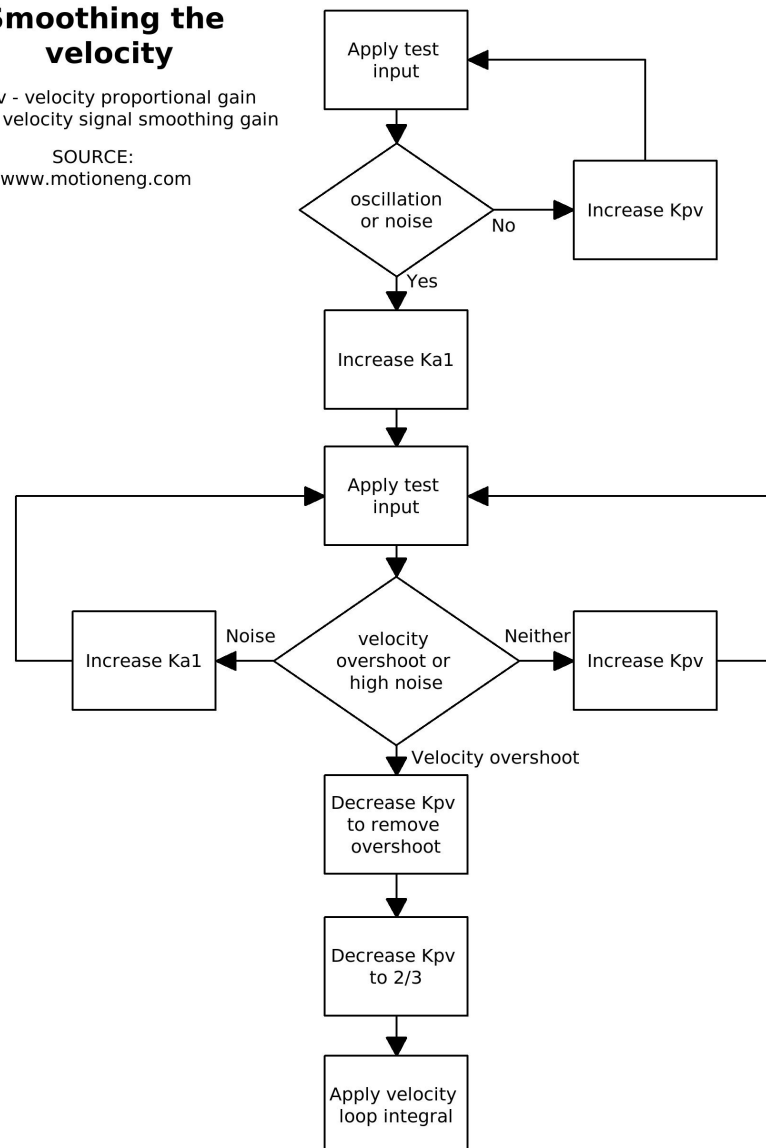 Smoothing the
velocity
v - velocity proportional gain
velocity signal smoothing gain
SOURCE:
www.motioneng.com
Apply test
input
oscillation
or noise
No
Increase Kpv
Yes
Increase Ka1
Apply test
input
Noise
velocity
overshoot or
high noise
Neither
Increase Ka1
Increase Kpv
Velocity overshoot
Decrease Kpv
to remove
overshoot
Decrease Kpv
to 2/3
Apply velocity
loop integral